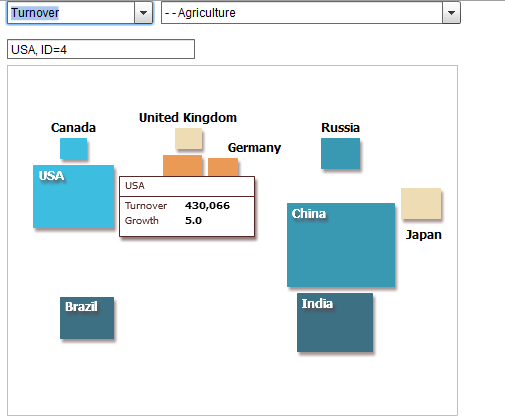 Turnover
- - Agriculture
USA, ID=4
United Kingdom
Canada
Russia
Germany
USA
USA
Turnover 430,066
Growth 5.0
China
Japan
Brazil
India